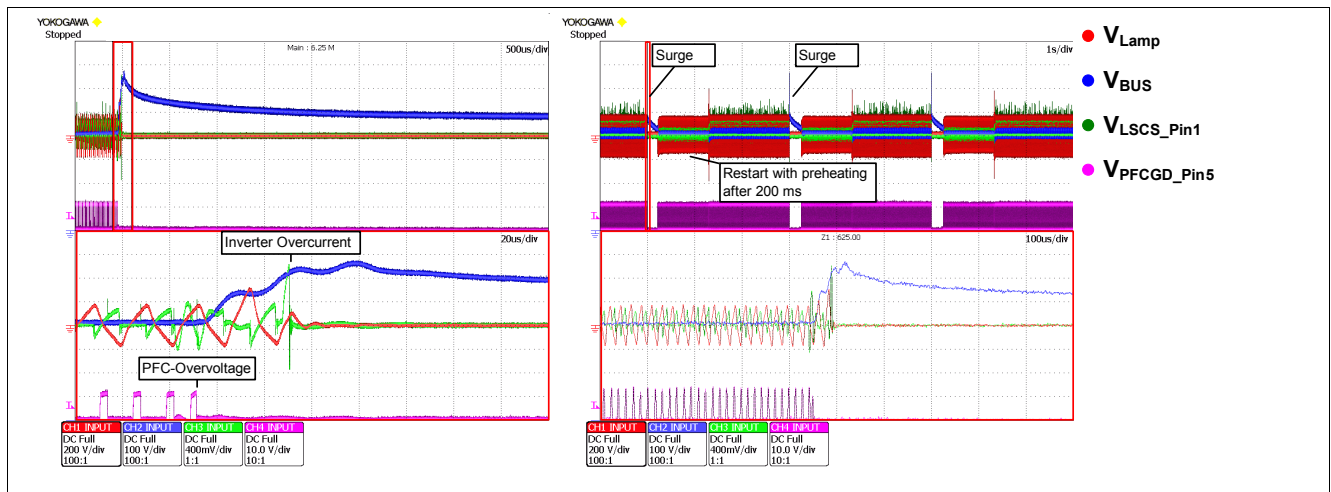 YOKOGAWA
Stopped
Main : 6.25 M
500us/div
Inverter Overcurrent
20us/div
PFC-Overvoltage
CH1 INPUT
DC Full
200 V/div
100:1
CH2 INPUT
DC Full
100 V/div
100:1
CH3 INPUT
DC Full
400mV/div
1:1
CH4 INPUT
DC Full
10.0 V/div
10:1
YOKOGAWA
Stopped
1s/div
Surge
Surge
Restart with preheating
after 200 ms
Z1 : 625.00
100us/div
CH1 INPUT
DC Full
200 V/div
100:1
CH2 INPUT
DC Full
100 V/div
100:1
CH3 INPUT
DC Full
400mV/div
1:1
CH4 INPUT
DC Full
10.0 V/div
10:1
VLamp
VBUS
VLSCS_Pin1
VPFCGD_Pin5